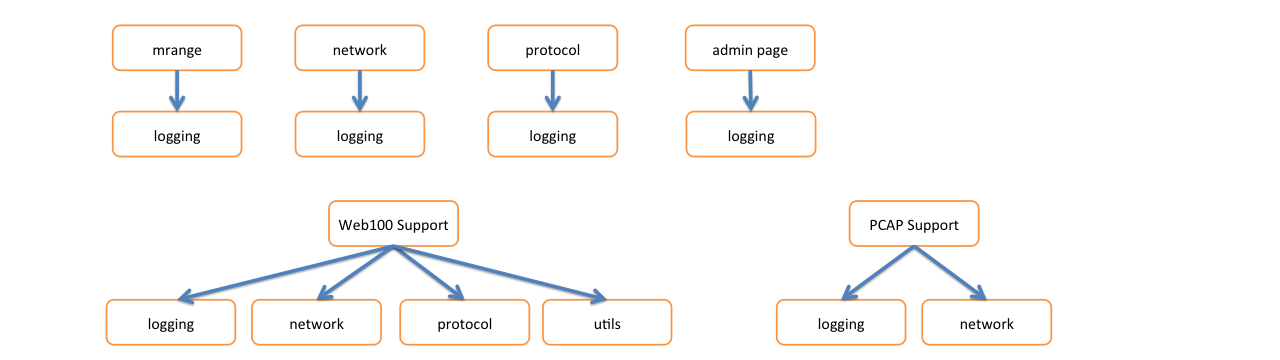 mrange
network
protocol
admin page
logging
logging
logging
logging
Web100 Support
PCAP Support
logging
network
protocol
utils
logging
network